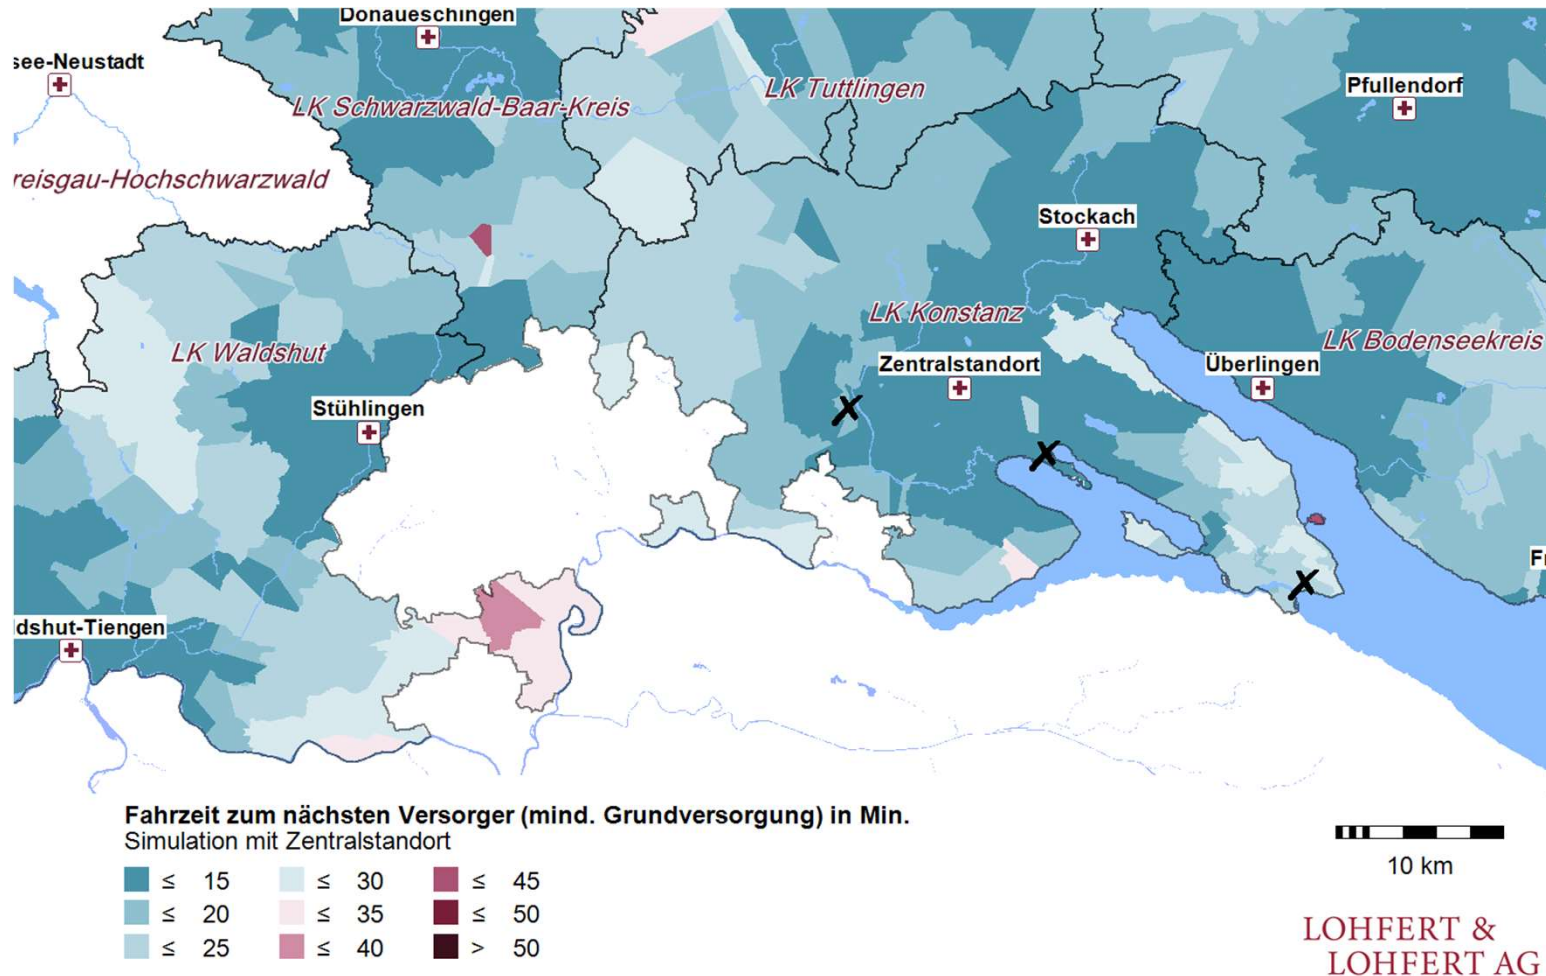 Donaueschingen
see-Neustadt
LK Tuttlingen
Pfullendorf
LK Schwarzwald-Baar-Kreis
reisgau-Hochschwarzwald
Stockach
LK Konstanz
LK Waldshut
LK Bodenseekreis
Zentralstandort
Überlingen
Stühlingen
Fr
ldshut-Tiengen
Fahrzeit zum nächsten Versorger (mind. Grundversorgung) in Min.
Simulation mit Zentralstandort
≤ 15 ≤ 30 ≤ 45
≤ 20 ≤ 35 ≤ 50
≤ 25 ≤ 40 > 50
10 km
LOHFERT &
LOHFERT AG